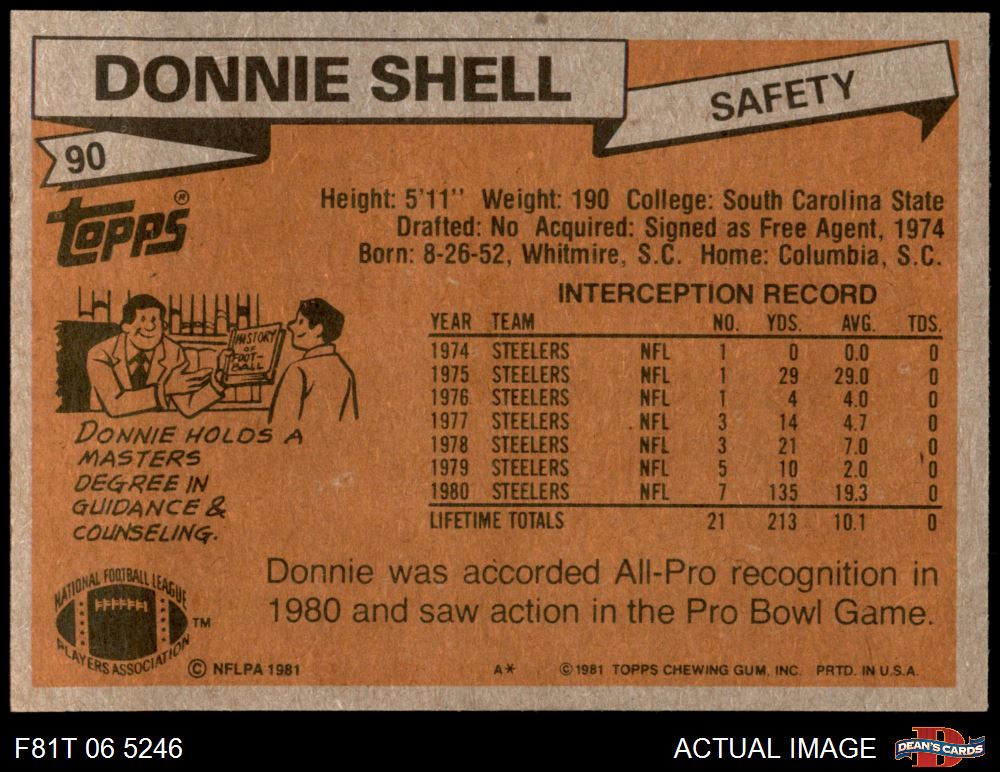 DONNIE SHELL
SAFETY
90
TOPPS®
Height: 5'11" Weight: 190 College: South Carolina State
Drafted: No Acquired: Signed as Free Agent, 1974
Born: 8-26-52, Whitmire, S.C. Home: Columbia, S.C.
INTERCEPTION RECORD
YEAR TEAM NO. YDS. AVG. TDS.
1974 STEELERS NFL 1 0 0.0 0
1975 STEELERS NFL 1 29 29.0 0
1976 STEELERS NFL 1 4 4.0 0
1977 STEELERS NFL 3 14 4.7 0
1978 STEELERS NFL 3 21 7.0 0
1979 STEELERS NFL 5 10 2.0 0
1980 STEELERS NFL 7 135 19.3 0
LIFETIME TOTALS 21 213 10.1 0
HISTORY
OF
FOOT-
BALL
DONNIE HOLDS A
MASTERS
DEGREE IN
GUIDANCE &
COUNSELING.
Donnie was accorded All-Pro recognition in
1980 and saw action in the Pro Bowl Game.
NATIONAL FOOTBALL LEAGUE
PLAYERS ASSOCIATION
TM
© NFLPA 1981
A* © 1981 TOPPS CHEWING GUM, INC. PRTD. IN U.S.A.
F81T 06 5246
ACTUAL IMAGE
D
DEAN'S CARDS